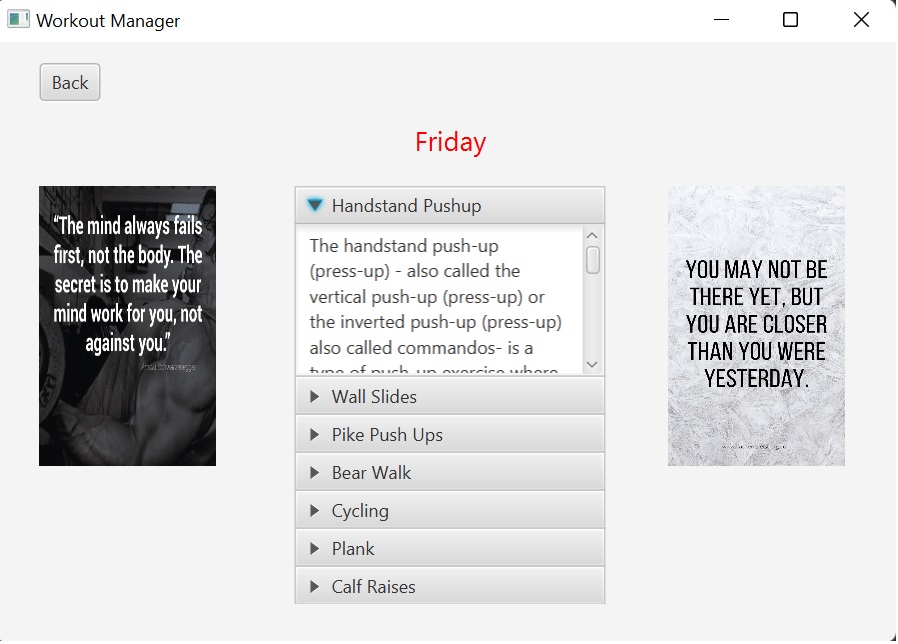 Workout Manager
Back
Friday
“The mind always fails
first, not the body. The
secret is to make your
mind work for you, not
against you.”
Handstand Pushup
The handstand push-up
(press-up) - also called the
vertical push-up (press-up) or
the inverted push-up (press-up)
also called commandos- is a
type of push-up exercise where
Wall Slides
Pike Push Ups
Bear Walk
Cycling
Plank
Calf Raises
YOU MAY NOT BE
THERE YET, BUT
YOU ARE CLOSER
THAN YOU WERE
YESTERDAY.